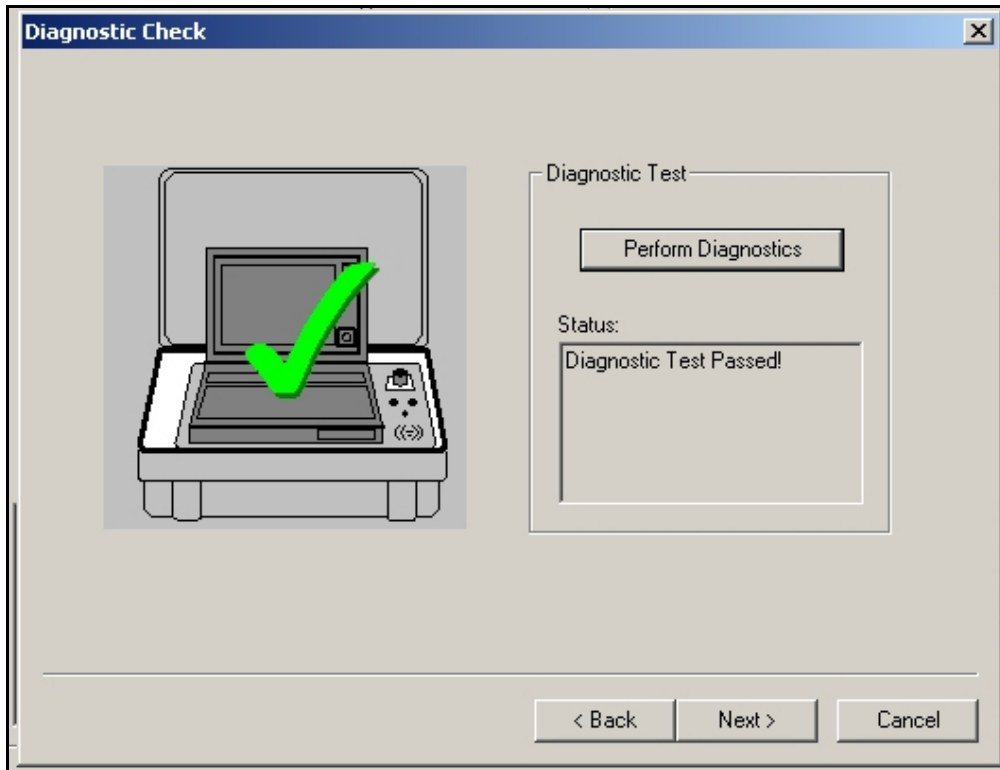 Diagnostic Check
Diagnostic Test
Perform Diagnostics
Status:
Diagnostic Test Passed!
< Back
Next >
Cancel